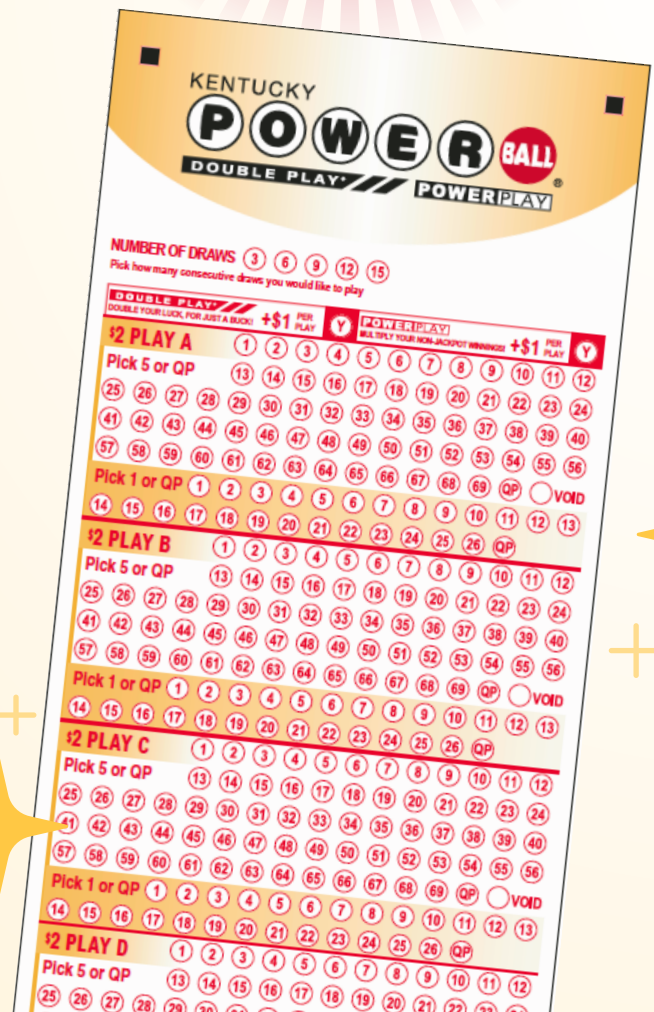 KENTUCKY
POWERBALL®
DOUBLE PLAY® POWERPLAY
NUMBER OF DRAWS 3 6 9 12 15
Pick how many consecutive draws you would like to play
DOUBLE PLAY® +$1 PER PLAY Y POWERPLAY +$1 PER PLAY Y
DOUBLE YOUR LUCK, FOR JUST A BUCK! MULTIPLY YOUR NON-JACKPOT WINNINGS!
$2 PLAY A 1 2 3 4 5 6 7 8 9 10 11 12
Pick 5 or QP 13 14 15 16 17 18 19 20 21 22 23 24
25 26 27 28 29 30 31 32 33 34 35 36 37 38 39 40
41 42 43 44 45 46 47 48 49 50 51 52 53 54 55 56
57 58 59 60 61 62 63 64 65 66 67 68 69 QP VOID
Pick 1 or QP 1 2 3 4 5 6 7 8 9 10 11 12 13
14 15 16 17 18 19 20 21 22 23 24 25 26 QP
$2 PLAY B 1 2 3 4 5 6 7 8 9 10 11 12
Pick 5 or QP 13 14 15 16 17 18 19 20 21 22 23 24
25 26 27 28 29 30 31 32 33 34 35 36 37 38 39 40
41 42 43 44 45 46 47 48 49 50 51 52 53 54 55 56
57 58 59 60 61 62 63 64 65 66 67 68 69 QP VOID
Pick 1 or QP 1 2 3 4 5 6 7 8 9 10 11 12 13
14 15 16 17 18 19 20 21 22 23 24 25 26 QP
$2 PLAY C 1 2 3 4 5 6 7 8 9 10 11 12
Pick 5 or QP 13 14 15 16 17 18 19 20 21 22 23 24
25 26 27 28 29 30 31 32 33 34 35 36 37 38 39 40
41 42 43 44 45 46 47 48 49 50 51 52 53 54 55 56
57 58 59 60 61 62 63 64 65 66 67 68 69 QP VOID
Pick 1 or QP 1 2 3 4 5 6 7 8 9 10 11 12 13
14 15 16 17 18 19 20 21 22 23 24 25 26 QP
$2 PLAY D 1 2 3 4 5 6 7 8 9 10 11 12
Pick 5 or QP 13 14 15 16 17 18 19 20 21 22 23
25 26 27 28 29 30